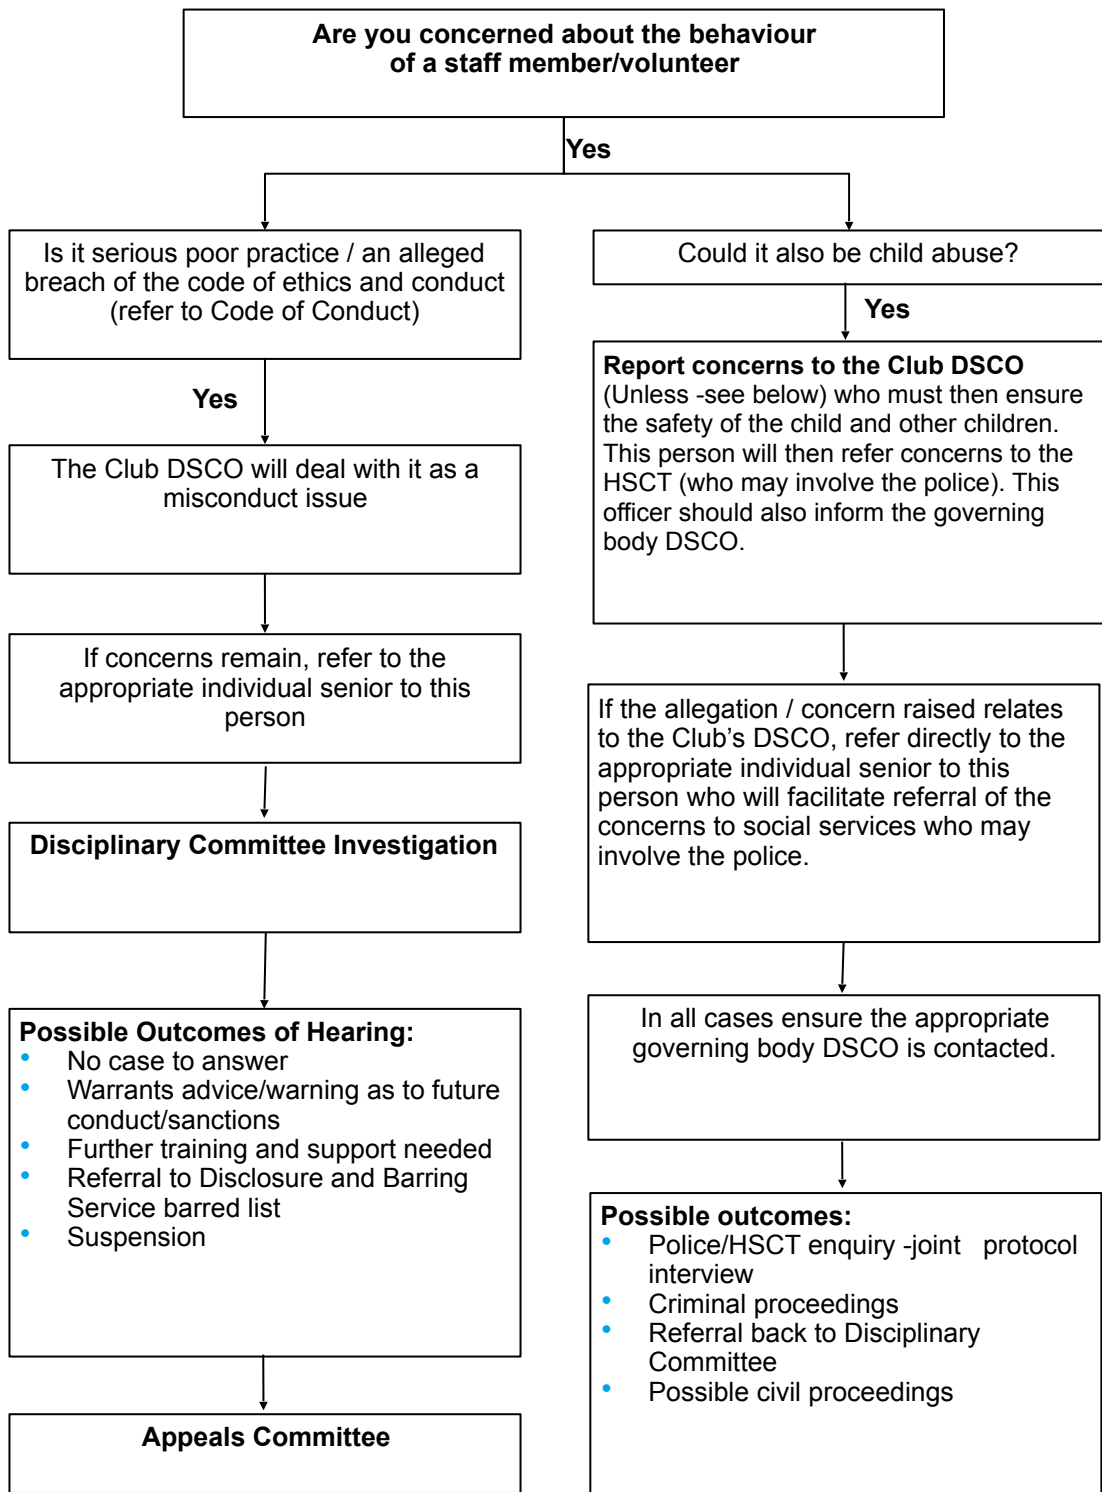 Are you concerned about the behaviour
of a staff member/volunteer
Yes
Is it serious poor practice / an alleged
breach of the code of ethics and conduct
(refer to Code of Conduct)
Yes
The Club DSCO will deal with it as a
misconduct issue
If concerns remain, refer to the
appropriate individual senior to this
person
Disciplinary Committee Investigation
Possible Outcomes of Hearing:
• No case to answer
• Warrants advice/warning as to future
conduct/sanctions
• Further training and support needed
• Referral to Disclosure and Barring
Service barred list
• Suspension
Appeals Committee
Could it also be child abuse?
Yes
Report concerns to the Club DSCO
(Unless -see below) who must then ensure
the safety of the child and other children.
This person will then refer concerns to the
HSCT (who may involve the police). This
officer should also inform the governing
body DSCO.
If the allegation / concern raised relates
to the Club’s DSCO, refer directly to the
appropriate individual senior to this
person who will facilitate referral of the
concerns to social services who may
involve the police.
In all cases ensure the appropriate
governing body DSCO is contacted.
Possible outcomes:
• Police/HSCT enquiry -joint protocol
interview
• Criminal proceedings
• Referral back to Disciplinary
Committee
• Possible civil proceedings